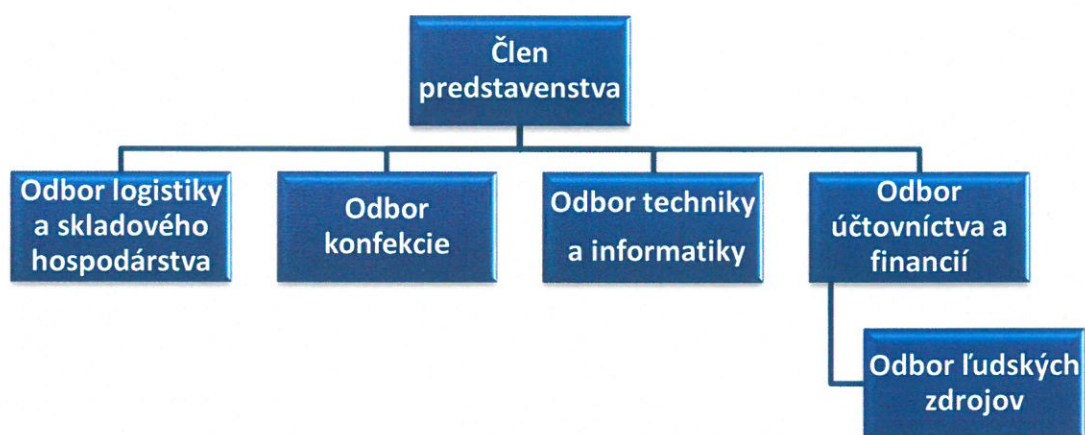 Člen
predstavenstva
Odbor logistiky
a skladového
hospodárstva
Odbor
konfekcie
Odbor techniky
a informatiky
Odbor
účtovníctva a
financií
Odbor ľudských
zdrojov